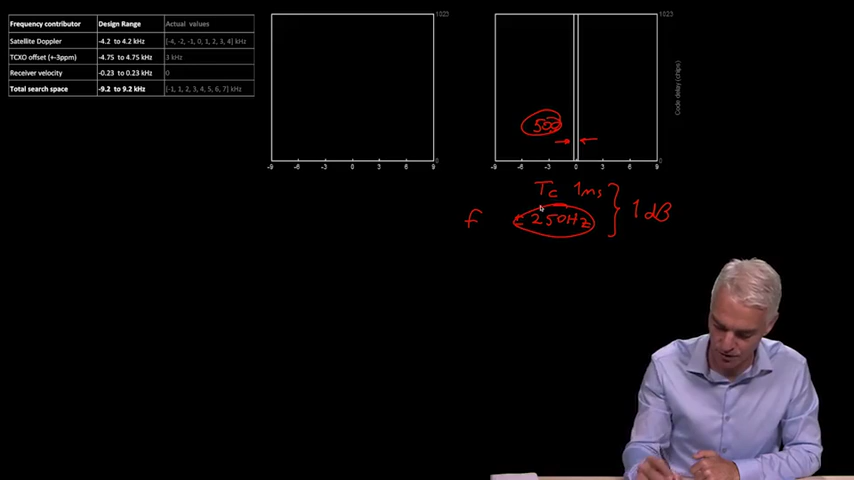 Frequency contributor Design Range Actual values
Satellite Doppler -4.2 to 4.2 kHz [-4, -2, -1, 0, 1, 2, 3, 4] kHz
TCXO offset (+-3ppm) -4.75 to 4.75 kHz 3 kHz
Receiver velocity -0.23 to 0.23 kHz 0
Total search space -9.2 to 9.2 kHz [-1, 1, 2, 3, 4, 5, 6, 7] kHz
1023
0
-9 -6 -3 0 3 6 9
1023
Code delay (chips)
0
-9 -6 -3 0 3 6 9
500
Tc 1ms
f 250Hz
1 dB